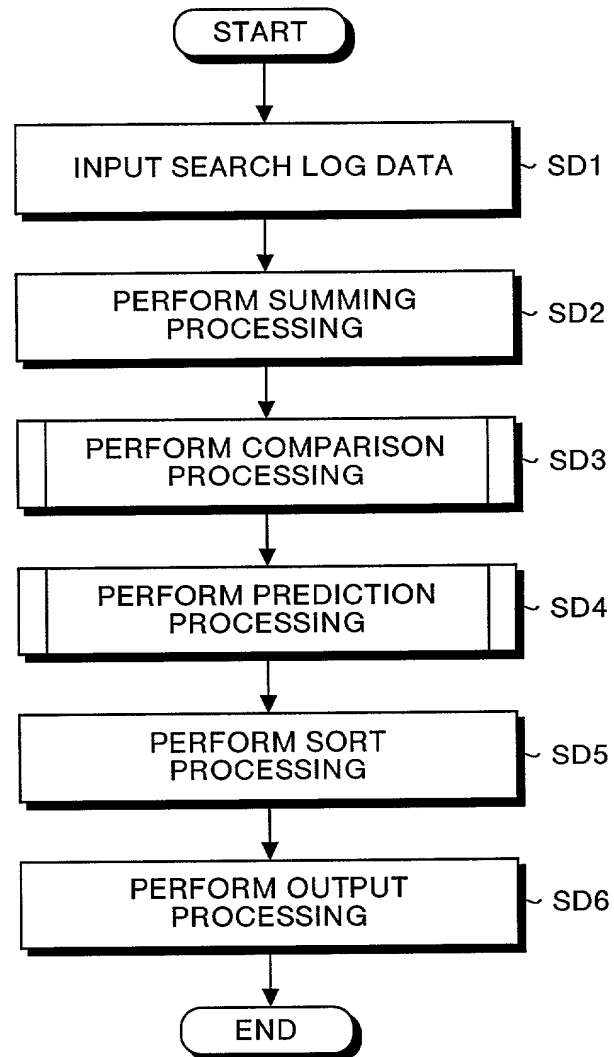 START
INPUT SEARCH LOG DATA
SD1
PERFORM SUMMING
PROCESSING
SD2
PERFORM COMPARISON
PROCESSING
SD3
PERFORM PREDICTION
PROCESSING
SD4
PERFORM SORT
PROCESSING
SD5
PERFORM OUTPUT
PROCESSING
SD6
END